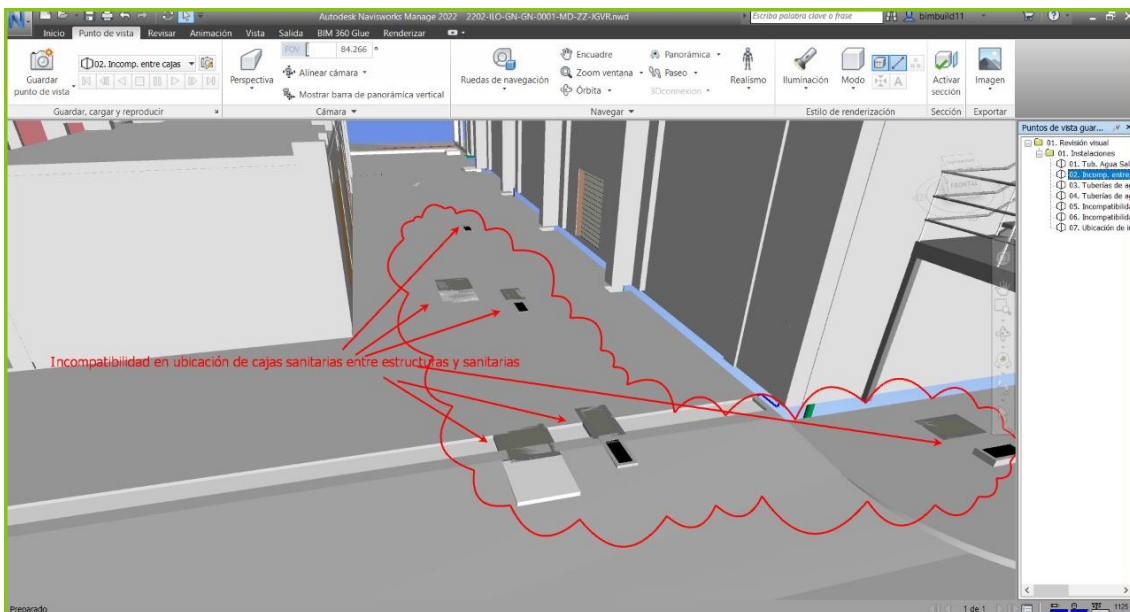 Autodesk Navisworks Manage 2022 2202-ILO-GN-GN-0001-MD-ZZ-JGVR.nwd
Escriba palabra clave o frase
bimbuild11
Inicio Punto de vista Revisar Animación Vista Salida BIM 360 Glue Renderizar
02. Incomp. entre cajas
FOV 84.266 °
Encuadre Panorámica
Guardar punto de vista
Perspectiva
Alinear cámara
Ruedas de navegación
Zoom ventana Paseo
Realismo Iluminación Modo
Activar sección
Imagen
Mostrar barra de panorámica vertical
Órbita 3Dconnexion
Guardar, cargar y reproducir Cámara Navegar Estilo de renderización Sección Exportar
Puntos de vista guar...
01. Revisión visual
01. Instalaciones
01. Tub. Agua Sal
02. Incomp. entre
03. Tuberías de ag
04. Tuberías de ag
05. Incompatibilida
06. Incompatibilida
07. Ubicación de i
FRONTAL
Incompatibilidad en ubicación de cajas sanitarias entre estructuras y sanitarias
Preparado
1 de 1
1125